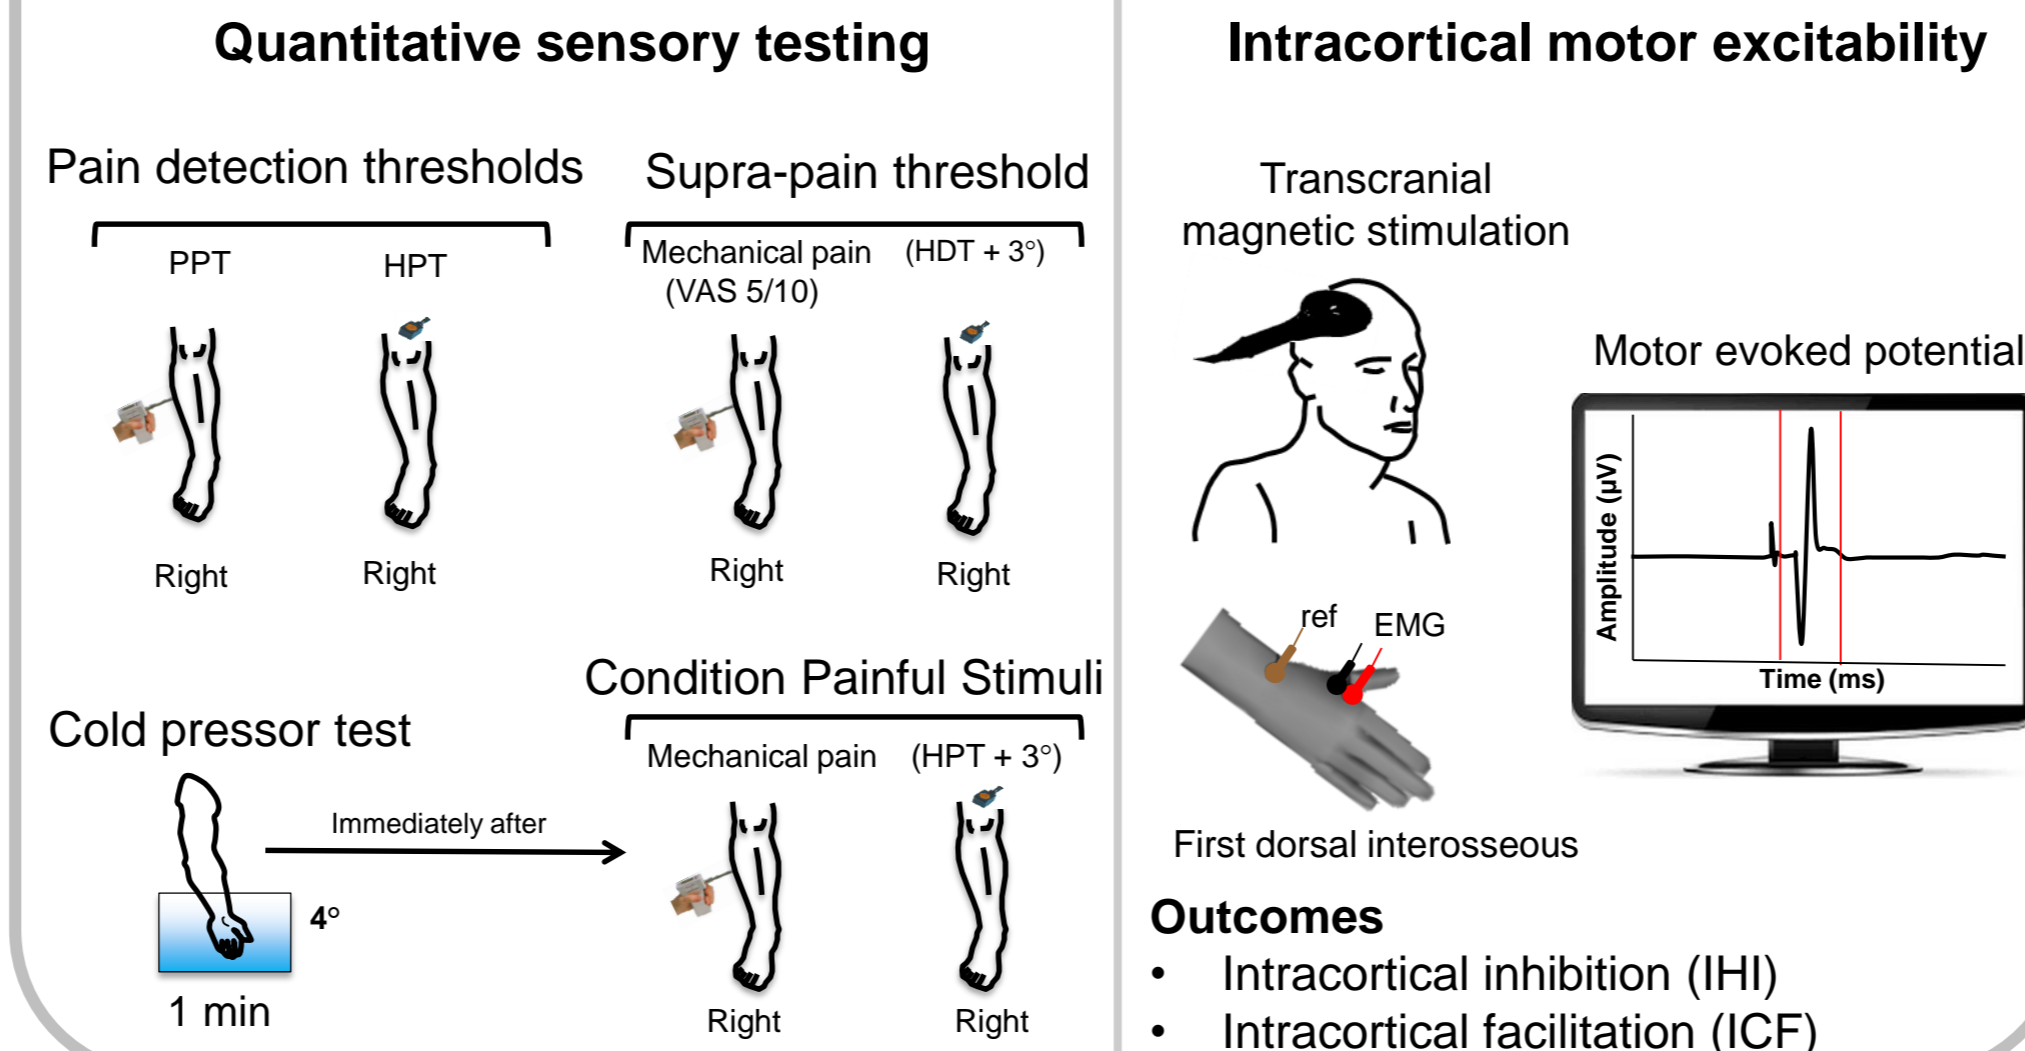 Quantitative sensory testing
Pain detection thresholds
PPT
HPT
Right
Right
Supra-pain threshold
Mechanical pain
(VAS 5/10)
(HDT + 3°)
Right
Right
Cold pressor test
4°
1 min
Immediately after
Condition Painful Stimuli
Mechanical pain
(HPT + 3°)
Right
Right
Intracortical motor excitability
Transcranial
magnetic stimulation
Motor evoked potential
Amplitude (µV)
Time (ms)
ref
EMG
First dorsal interosseous
Outcomes
• Intracortical inhibition (IHI)
• Intracortical facilitation (ICF)